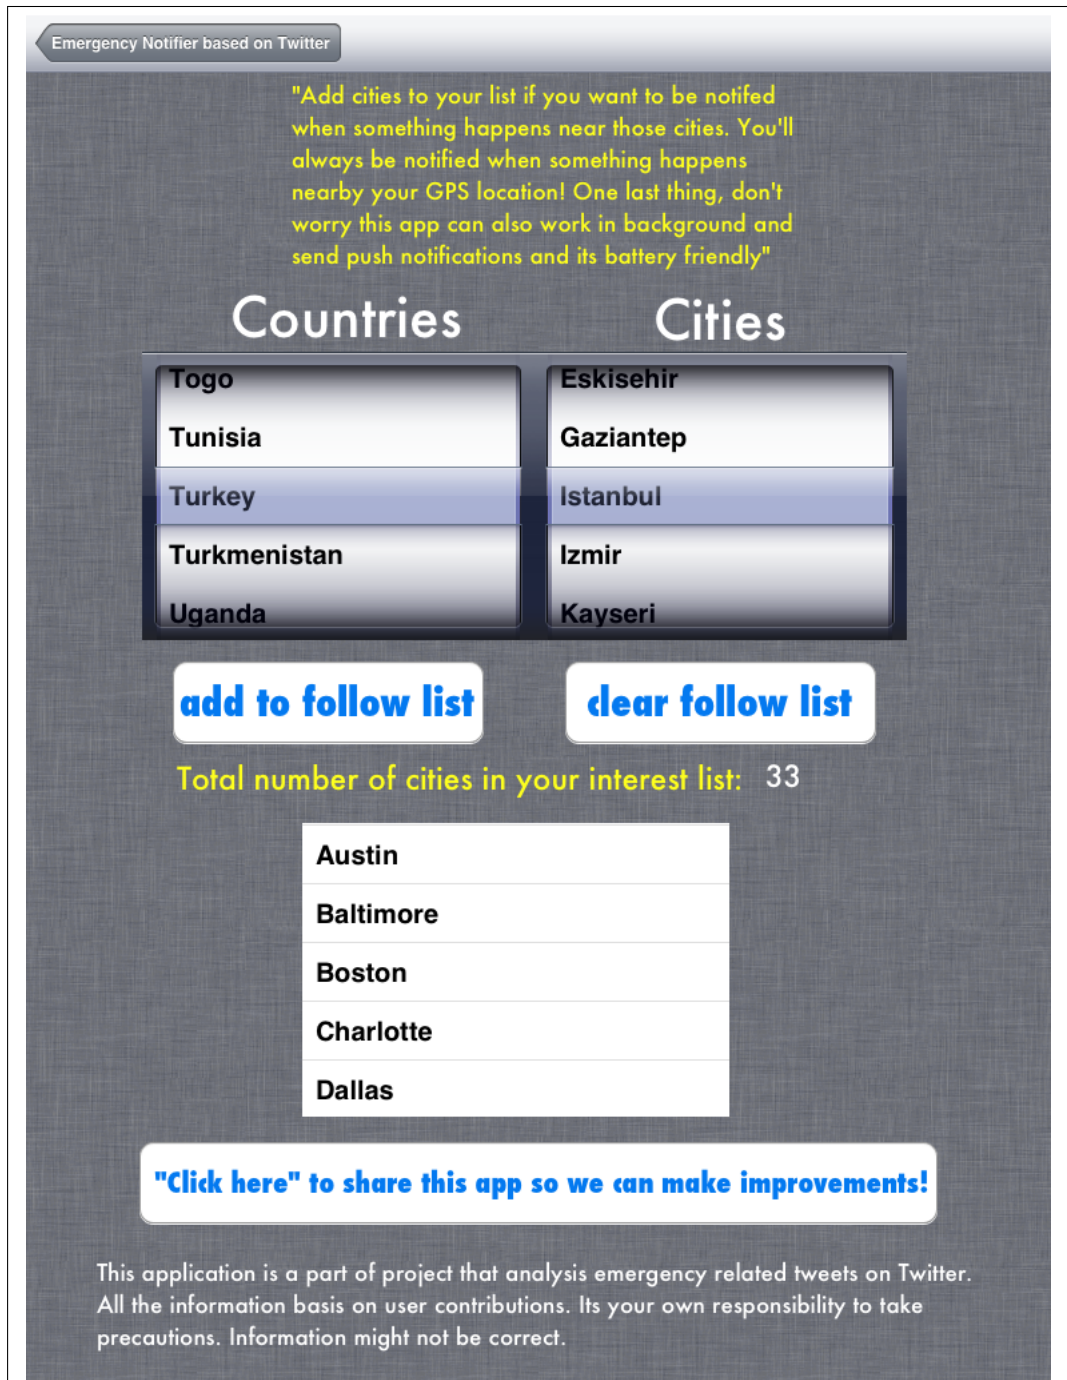 Emergency Notifier based on Twitter
"Add cities to your list if you want to be notifed
when something happens near those cities. You'll
always be notified when something happens
nearby your GPS location! One last thing, don't
worry this app can also work in background and
send push notifications and its battery friendly"
Countries
Cities
Togo
Tunisia
Turkey
Turkmenistan
Uganda
Eskisehir
Gaziantep
Istanbul
Izmir
Kayseri
add to follow list
clear follow list
Total number of cities in your interest list: 33
Austin
Baltimore
Boston
Charlotte
Dallas
"Click here" to share this app so we can make improvements!
This application is a part of project that analysis emergency related tweets on Twitter.
All the information basis on user contributions. Its your own responsibility to take
precautions. Information might not be correct.